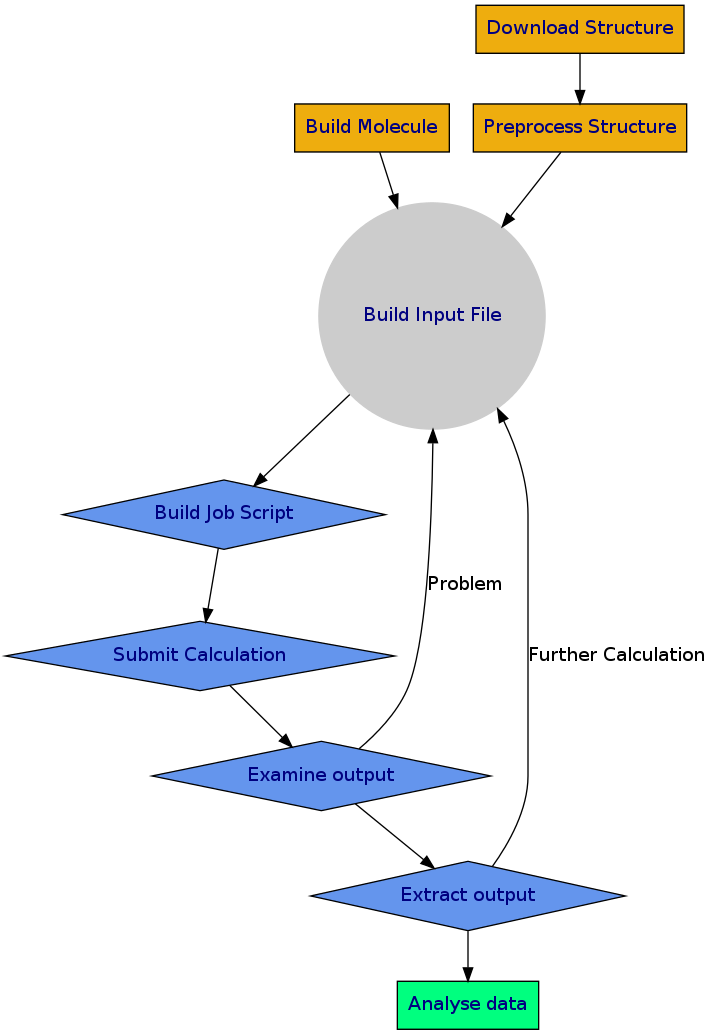 Download Structure
Build Molecule
Preprocess Structure
Build Input File
Build Job Script
Problem
Submit Calculation
Further Calculation
Examine output
Extract output
Analyse data